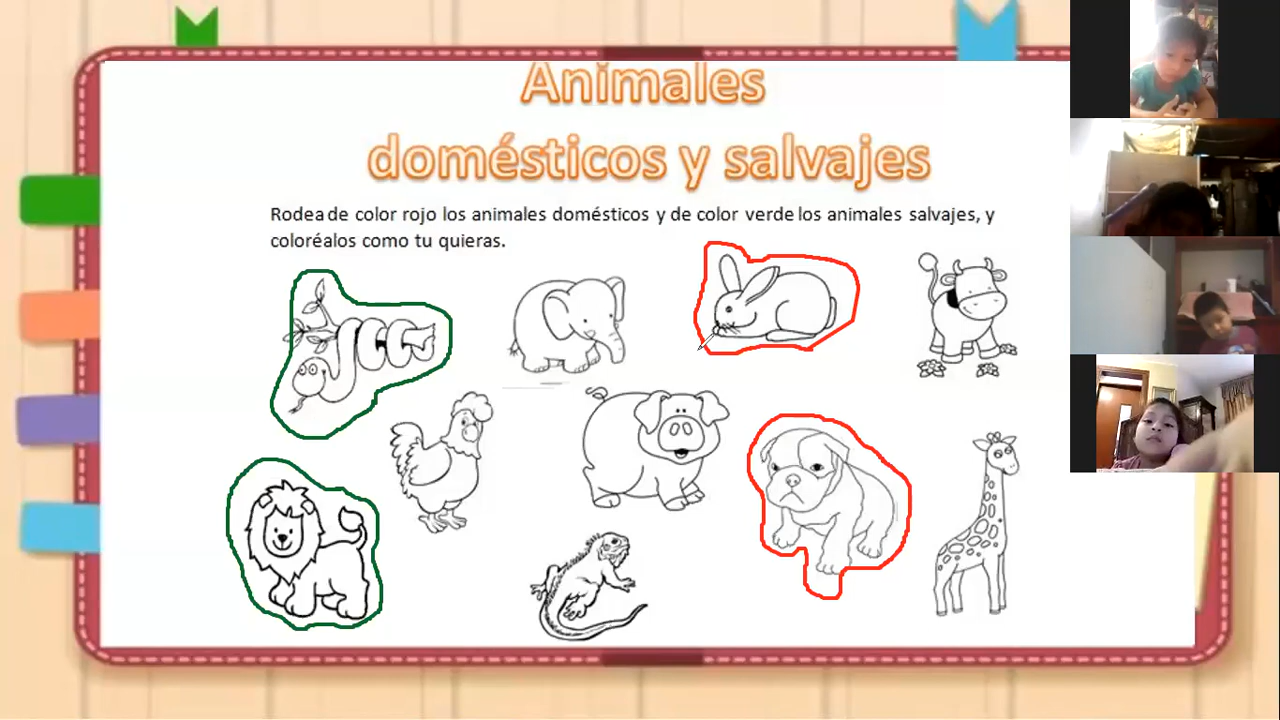 Animales
domésticos y salvajes
Rodea de color rojo los animales domésticos y de color verde los animales salvajes, y
coloréalos como tu quieras.